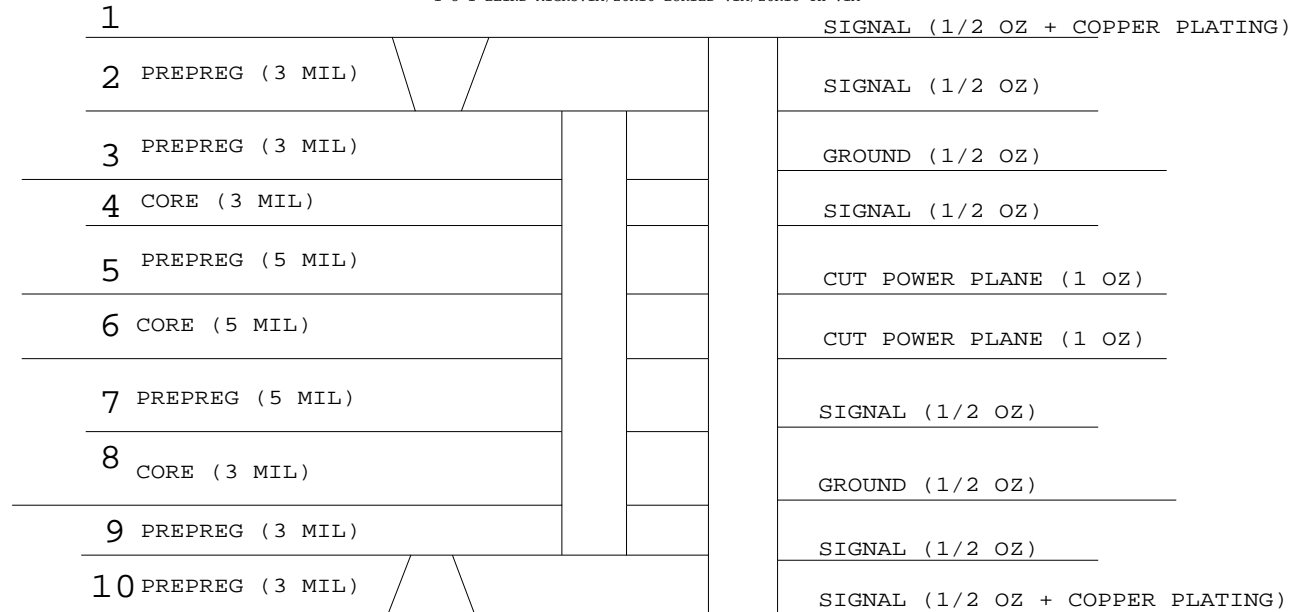 1 SIGNAL (1/2 OZ + COPPER PLATING)
2 PREPREG (3 MIL) SIGNAL (1/2 OZ)
3 PREPREG (3 MIL) GROUND (1/2 OZ)
4 CORE (3 MIL) SIGNAL (1/2 OZ)
5 PREPREG (5 MIL) CUT POWER PLANE (1 OZ)
6 CORE (5 MIL) CUT POWER PLANE (1 OZ)
7 PREPREG (5 MIL) SIGNAL (1/2 OZ)
8 CORE (3 MIL) GROUND (1/2 OZ)
9 PREPREG (3 MIL) SIGNAL (1/2 OZ)
10 PREPREG (3 MIL) SIGNAL (1/2 OZ + COPPER PLATING)